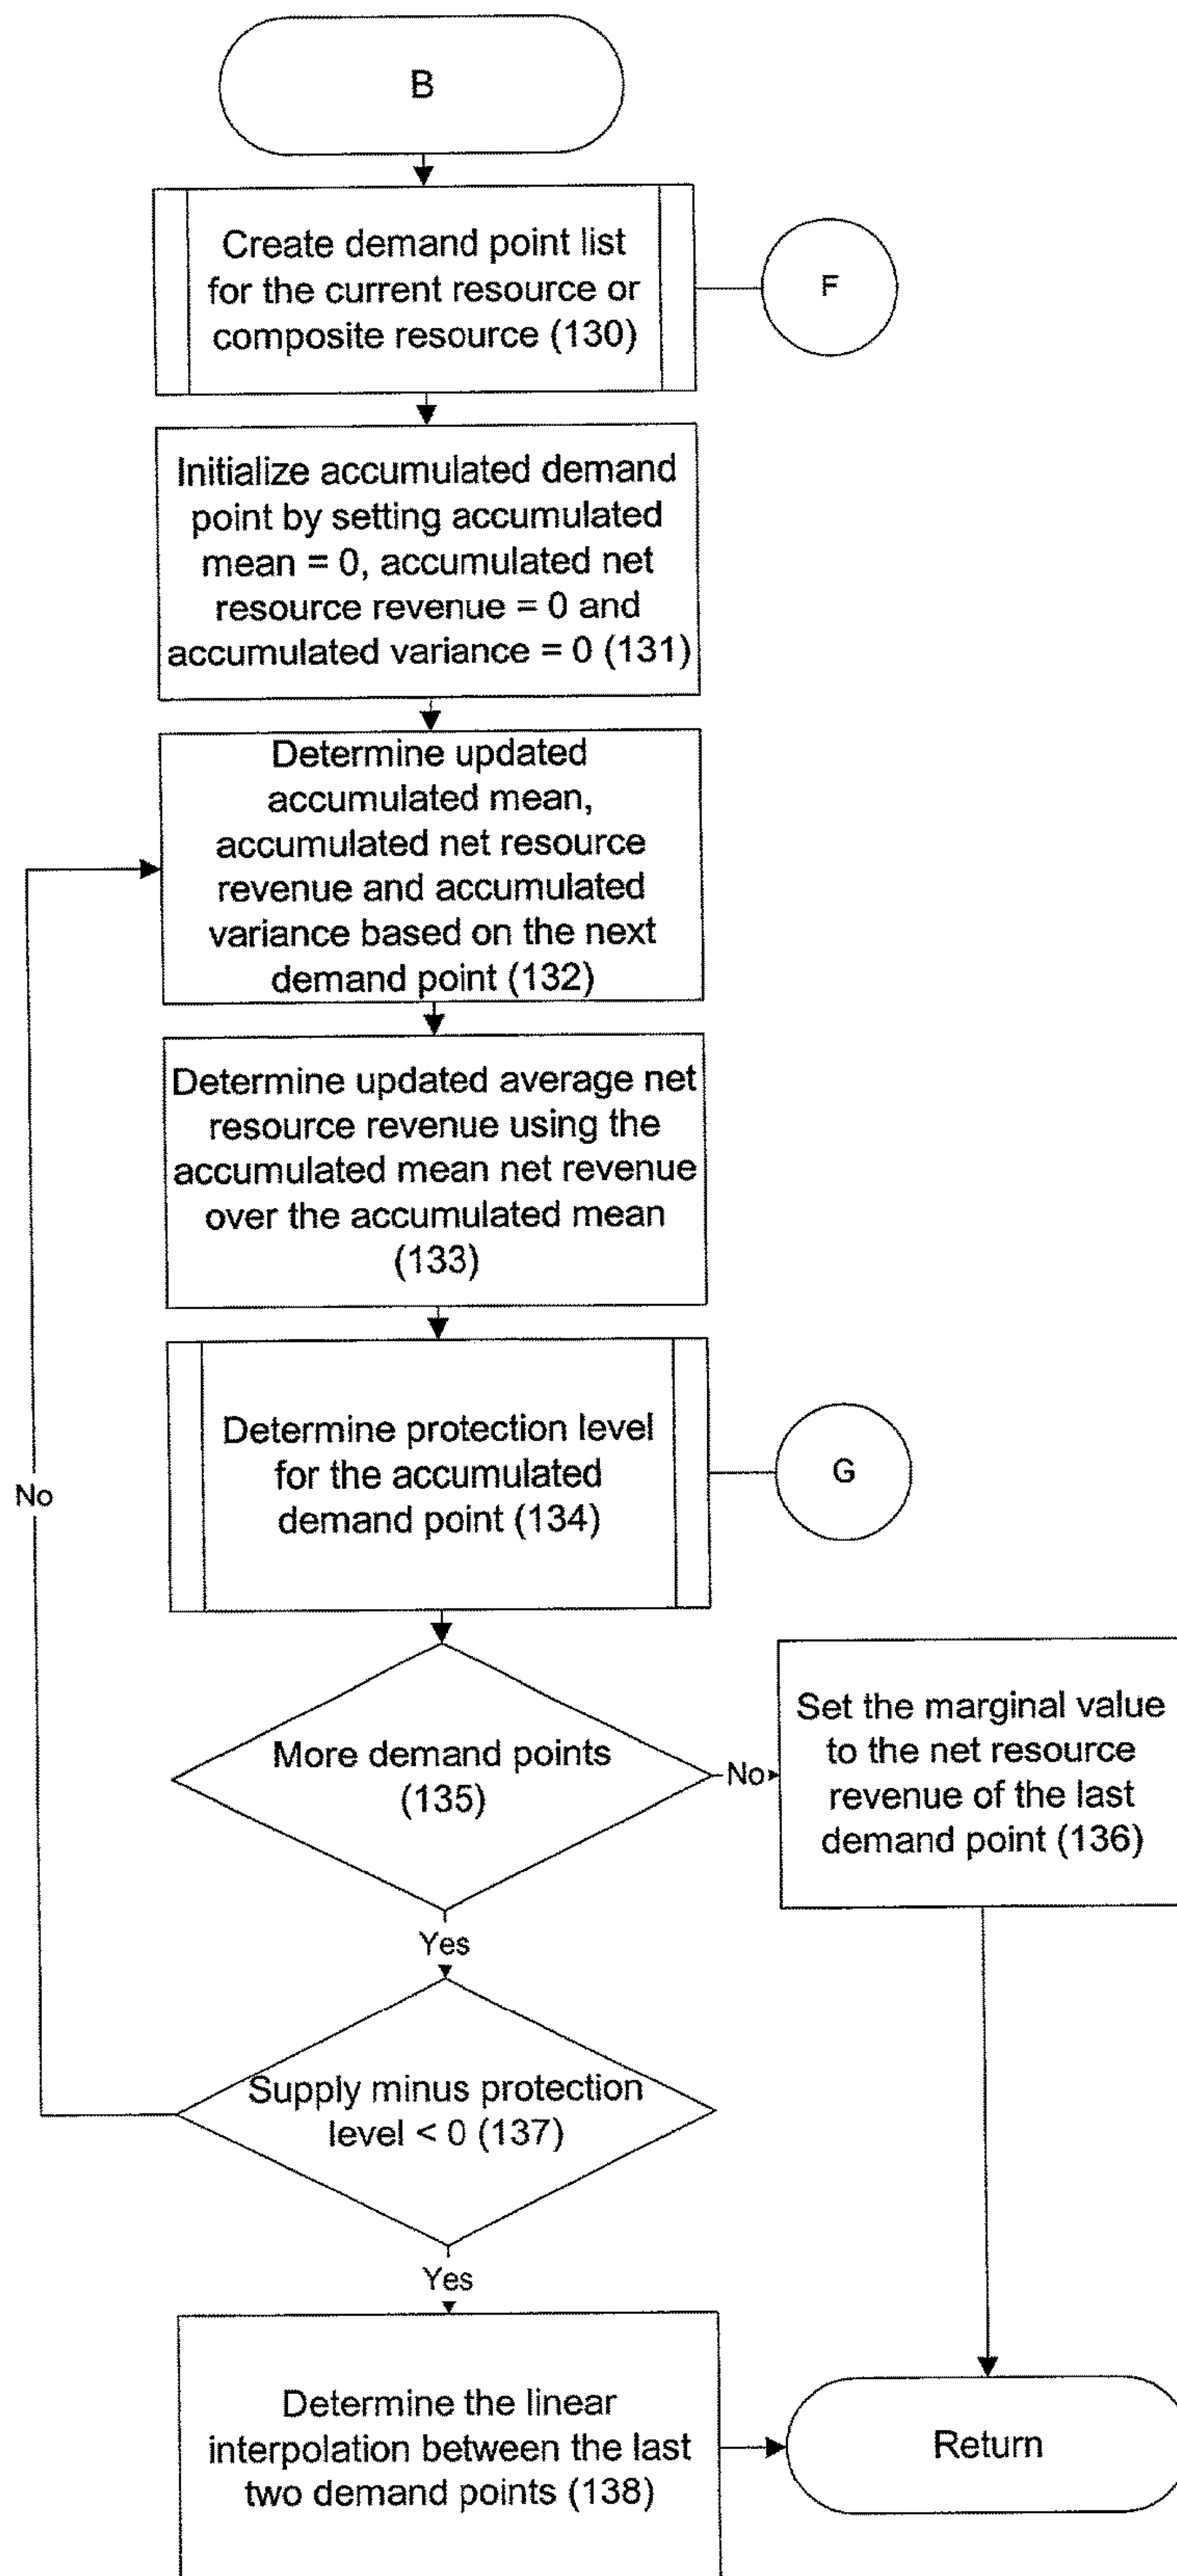 B
Create demand point list
for the current resource or
composite resource (130)
F
Initialize accumulated demand
point by setting accumulated
mean = 0, accumulated net
resource revenue = 0 and
accumulated variance = 0 (131)
Determine updated
accumulated mean,
accumulated net resource
revenue and accumulated
variance based on the next
demand point (132)
Determine updated average net
resource revenue using the
accumulated mean net revenue
over the accumulated mean
(133)
Determine protection level
for the accumulated
demand point (134)
G
No
More demand points
(135)
No
Set the marginal value
to the net resource
revenue of the last
demand point (136)
Yes
Supply minus protection
level < 0 (137)
Yes
Determine the linear
interpolation between the last
two demand points (138)
Return